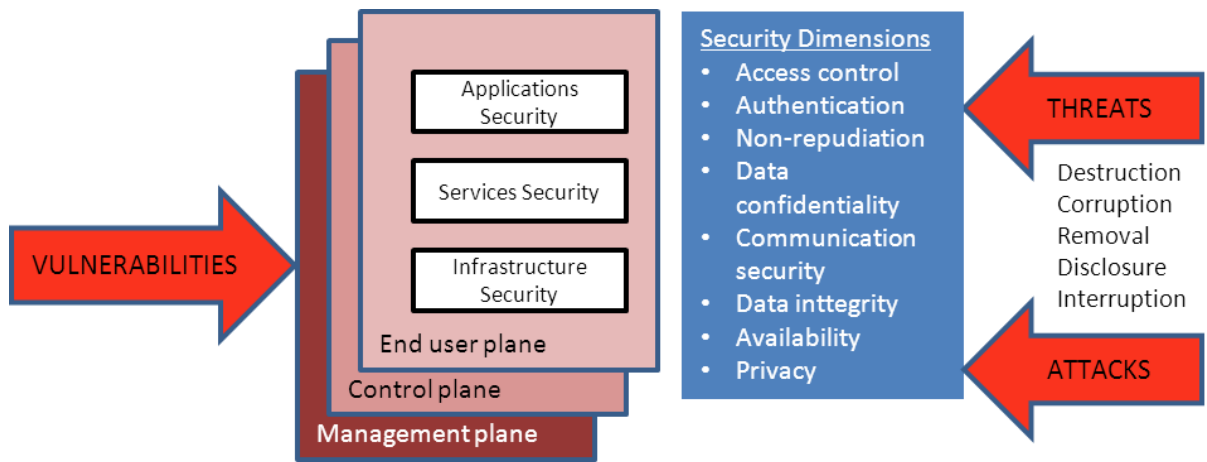 VULNERABILITIES
Applications
Security
Services Security
Infrastructure
Security
End user plane
Control plane
Management plane
Security Dimensions
• Access control
• Authentication
• Non-repudiation
• Data
confidentiality
• Communication
security
• Data inttegrity
• Availability
• Privacy
THREATS
Destruction
Corruption
Removal
Disclosure
Interruption
ATTACKS